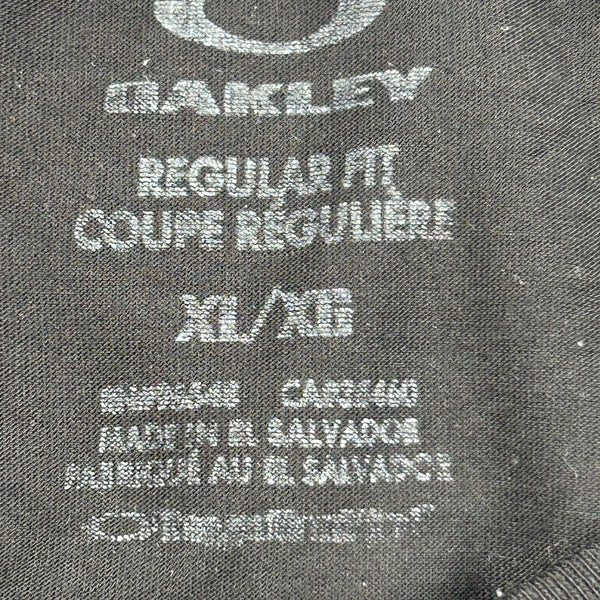 OAKLEY
REGULAR FIT
COUPE RÉGULIÈRE
XL/XG
MADE IN EL SALVADOR
FABRIQUÉ AU EL SALVADOR